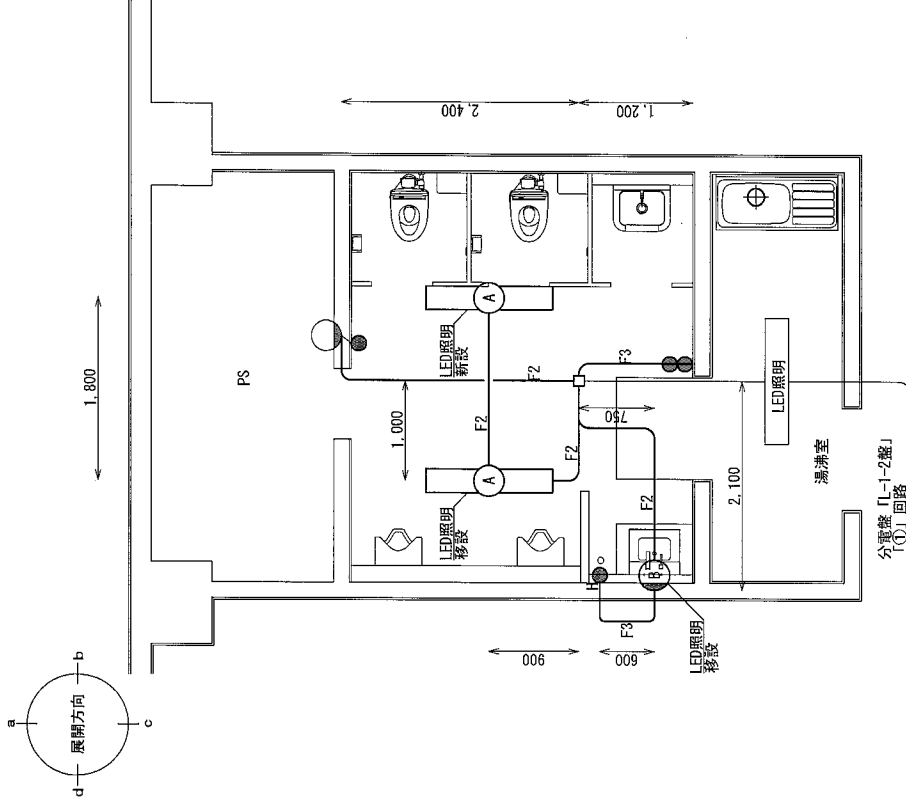 a
b
c
d
展開方向
1,800
PS
2,400
1,200
A
A
LED照明
新設
F2
F2
F3
1,000
F2
750
LED照明
移設
F2
2,100
LED照明
湯沸室
B
H
F3
900
600
LED照明
移設
分電盤「L-1-2盤」
「①」回路